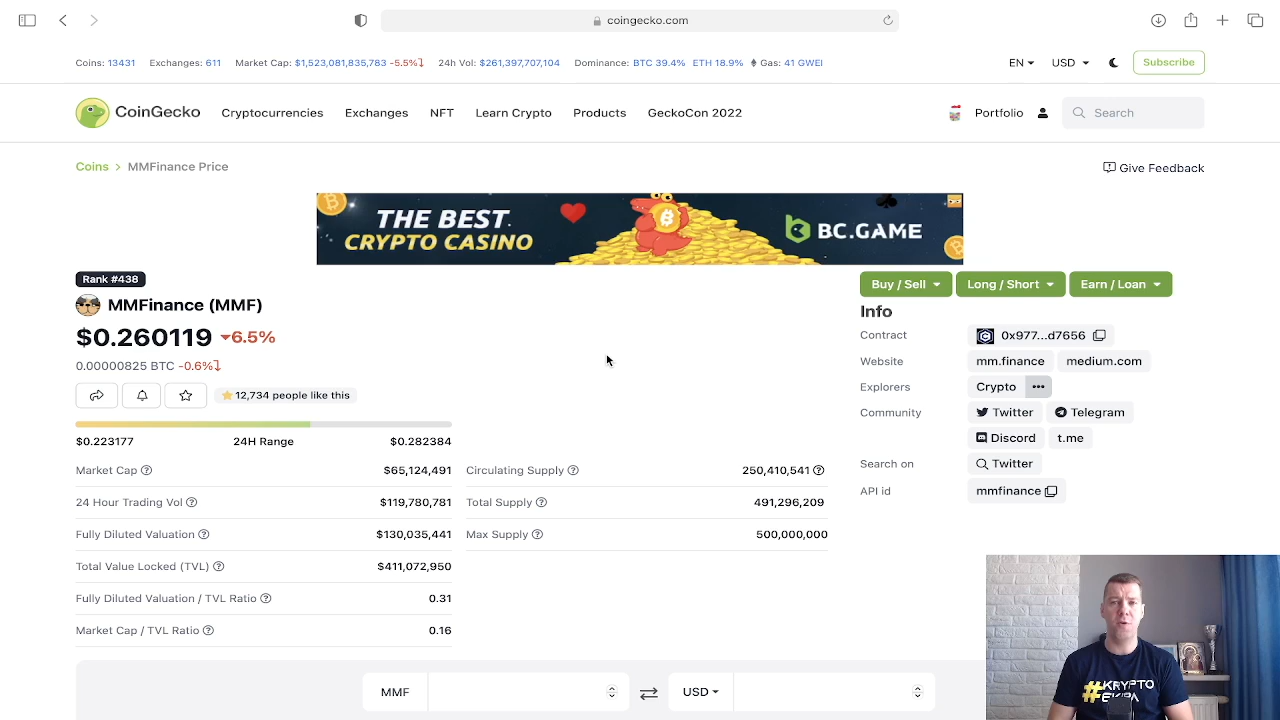 coingecko.com
Coins: 13431 Exchanges: 611 Market Cap: $1,523,081,835,783 -5.5% 24h Vol: $261,397,707,104 Dominance: BTC 39.4% ETH 18.9% Gas: 41 GWEI EN USD Subscribe
CoinGecko Cryptocurrencies Exchanges NFT Learn Crypto Products GeckoCon 2022 Portfolio Search
Coins > MMFinance Price Give Feedback
THE BEST
CRYPTO CASINO
BC.GAME
Rank #438
MMFinance (MMF)
$0.260119 6.5%
0.00000825 BTC -0.6%
12,734 people like this
$0.223177 24H Range $0.282384
Market Cap $65,124,491
24 Hour Trading Vol $119,780,781
Fully Diluted Valuation $130,035,441
Total Value Locked (TVL) $411,072,950
Fully Diluted Valuation / TVL Ratio 0.31
Market Cap / TVL Ratio 0.16
Circulating Supply 250,410,541
Total Supply 491,296,209
Max Supply 500,000,000
Buy / Sell Long / Short Earn / Loan
Info
Contract 0x977...d7656
Website mm.finance medium.com
Explorers Crypto •••
Community Twitter Telegram
Discord t.me
Search on Twitter
API id mmfinance
MMF USD
#KRYPTO
EKIPA